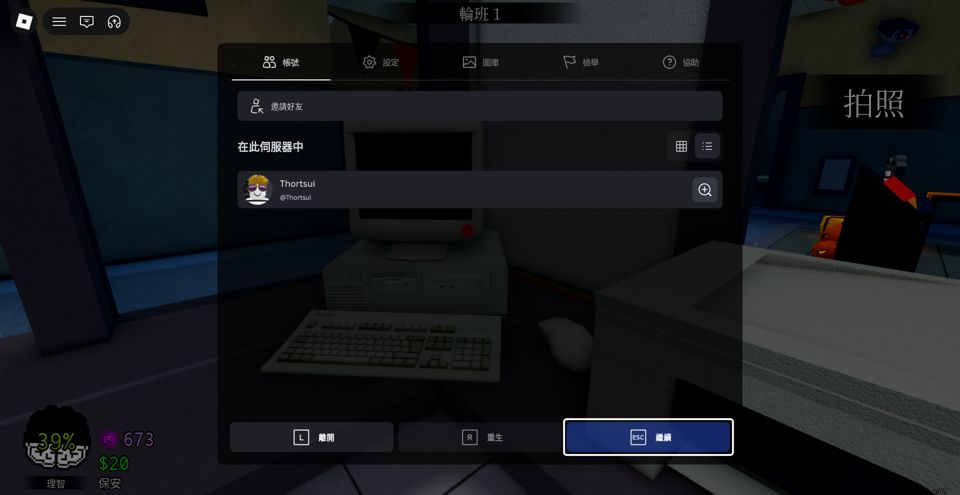 輪班 1
帳號
設定
圖庫
檢舉
協助
邀請好友
在此伺服器中
Thortsui
@Thortsui
拍照
39%
673
$20
理智
保安
L 離開
R 重生
ESC 繼續